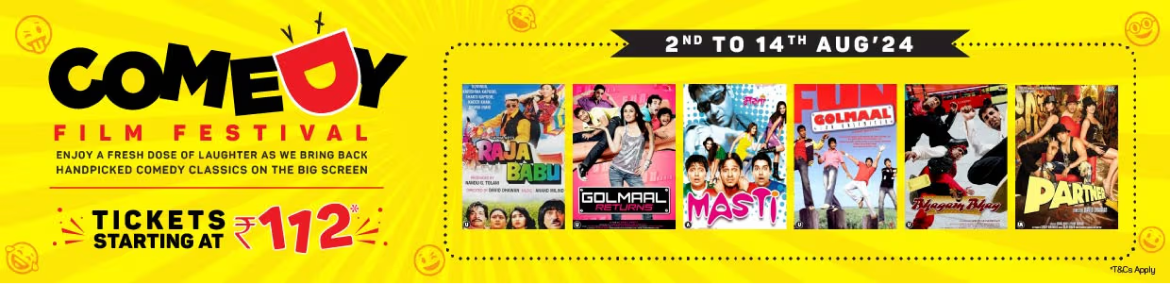 COMEDY
FILM FESTIVAL
ENJOY A FRESH DOSE OF LAUGHTER AS WE BRING BACK
HANDPICKED COMEDY CLASSICS ON THE BIG SCREEN
TICKETS
STARTING AT ₹112*
2ND TO 14TH AUG'24
RAJA
BABU
GOLMAAL
RETURNS
मस्ती
MASTI
FUN
GOLMAAL
Bhagam Bhag
PARTNER
*T&Cs Apply